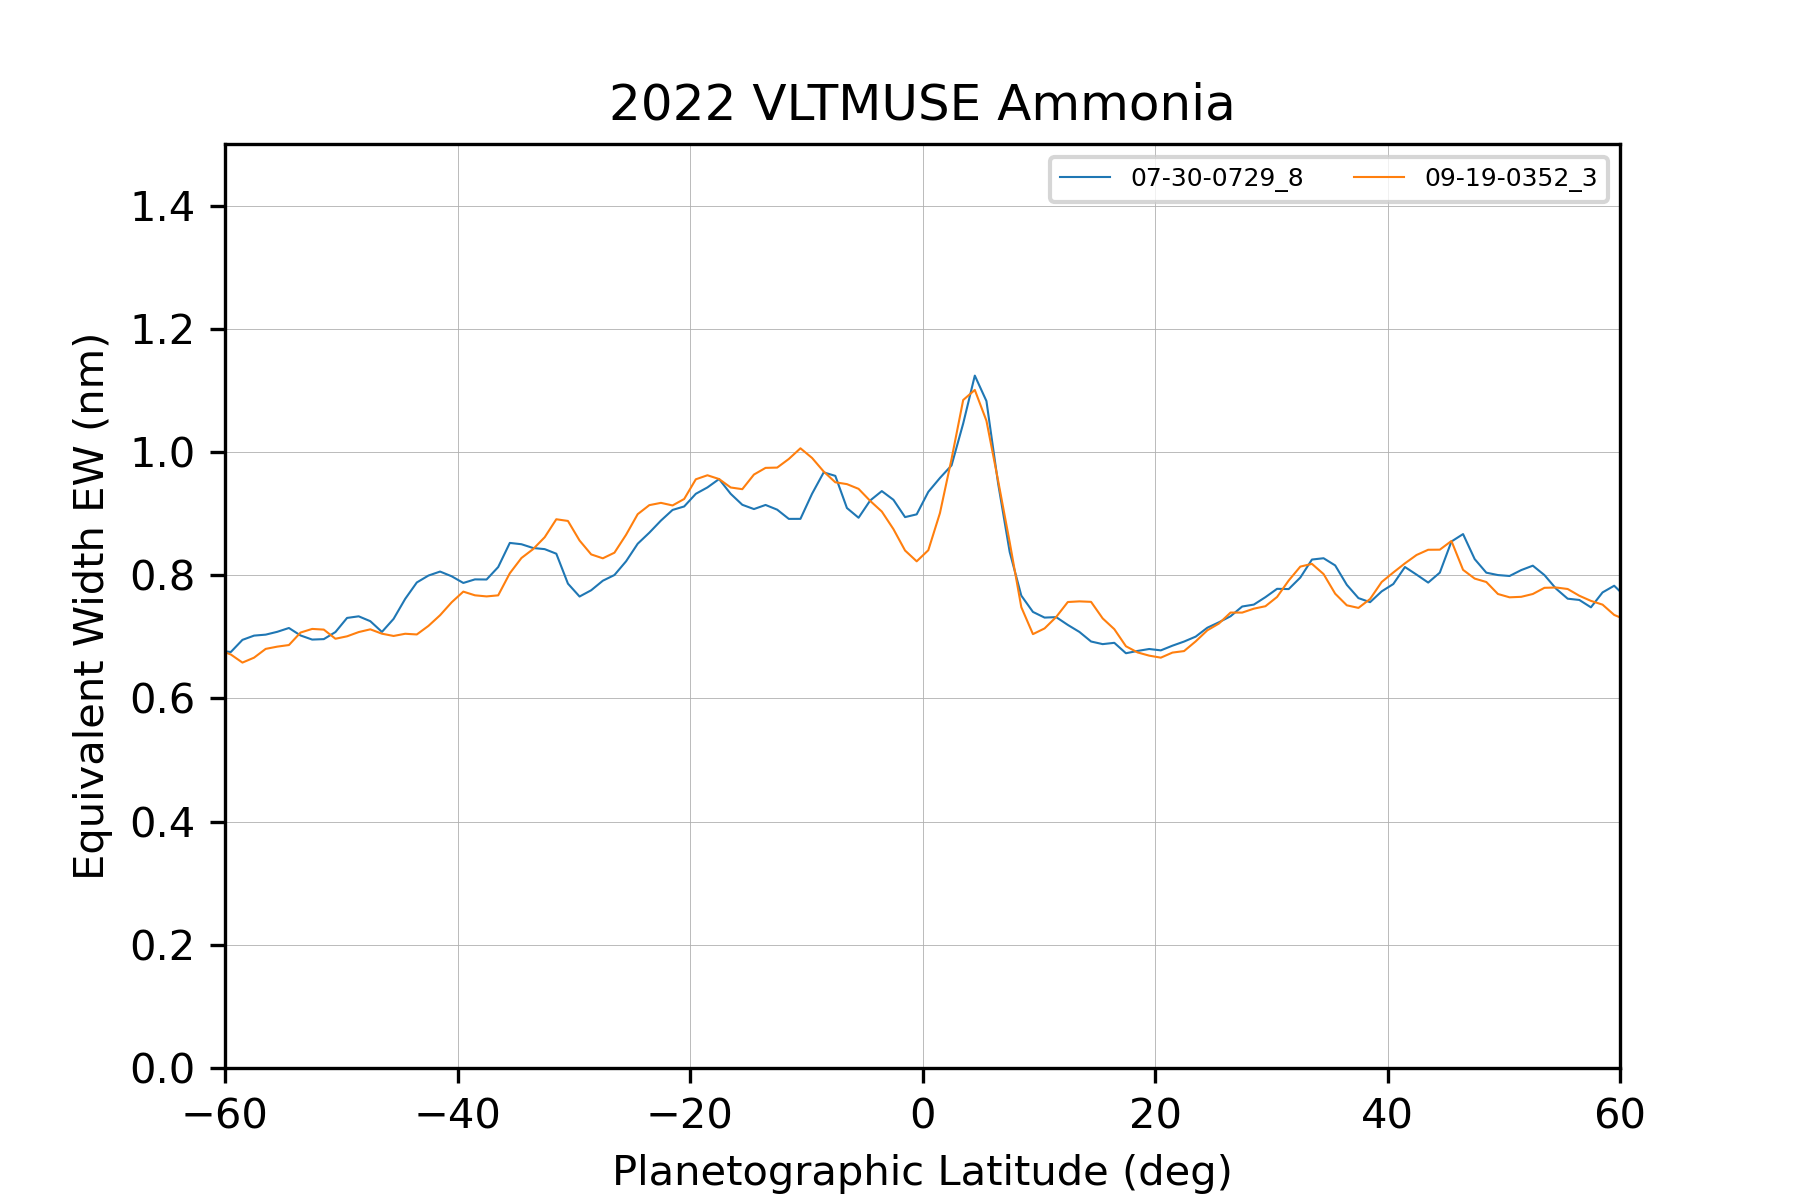 2022 VLTMUSE Ammonia
07-30-0729_8 09-19-0352_3
Equivalent Width EW (nm)
1.4
1.2
1.0
0.8
0.6
0.4
0.2
0.0
−60 −40 −20 0 20 40 60
Planetographic Latitude (deg)